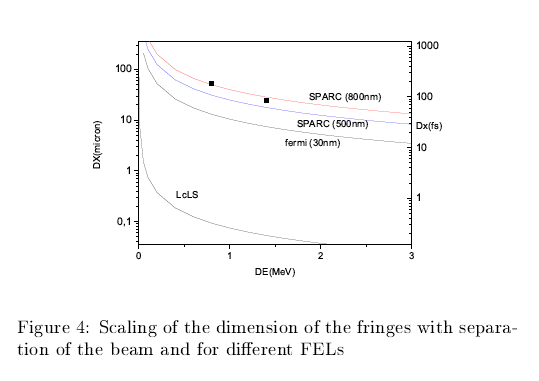 1000
100
SPARC (800nm)
100
SPARC (500nm)
Dx(fs)
10
fermi (30nm)
10
DX(micron)
1
LcLS
1
0,1
0
1
2
3
DE(MeV)
Figure 4: Scaling of the dimension of the fringes with separa-
tion of the beam and for different FELs